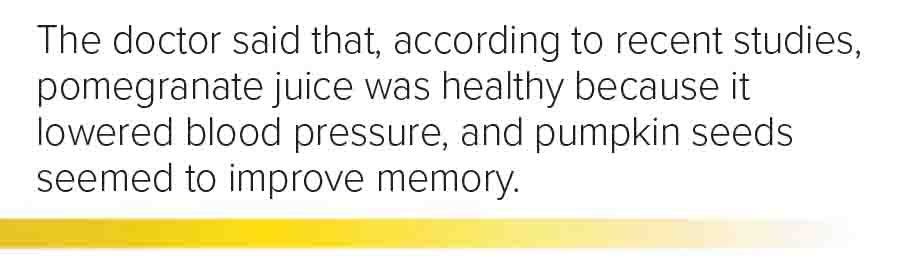 The doctor said that, according to recent studies,
pomegranate juice was healthy because it
lowered blood pressure, and pumpkin seeds
seemed to improve memory.